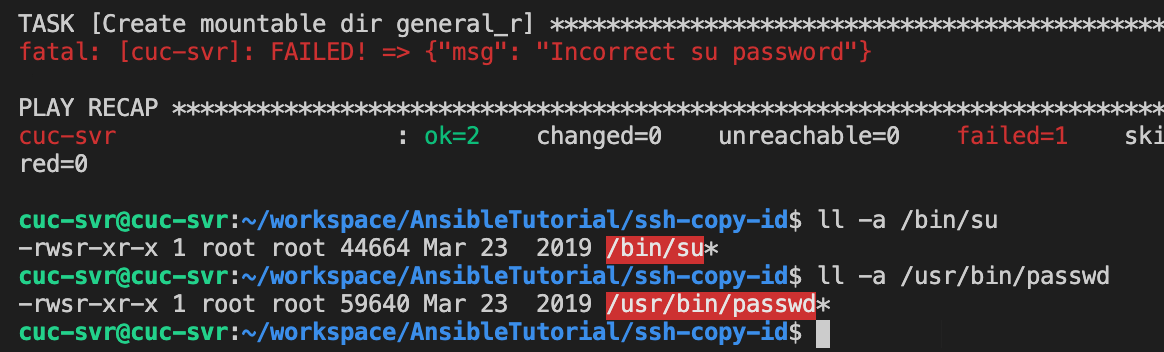 TASK [Create mountable dir general_r] ********************************************
fatal: [cuc-svr]: FAILED! => {"msg": "Incorrect su password"}
PLAY RECAP ***********************************************************************
cuc-svr                    : ok=2    changed=0    unreachable=0    failed=1    ski
red=0
cuc-svr@cuc-svr:~/workspace/AnsibleTutorial/ssh-copy-id$ ll -a /bin/su
-rwsr-xr-x 1 root root 44664 Mar 23  2019 /bin/su*
cuc-svr@cuc-svr:~/workspace/AnsibleTutorial/ssh-copy-id$ ll -a /usr/bin/passwd
-rwsr-xr-x 1 root root 59640 Mar 23  2019 /usr/bin/passwd*
cuc-svr@cuc-svr:~/workspace/AnsibleTutorial/ssh-copy-id$